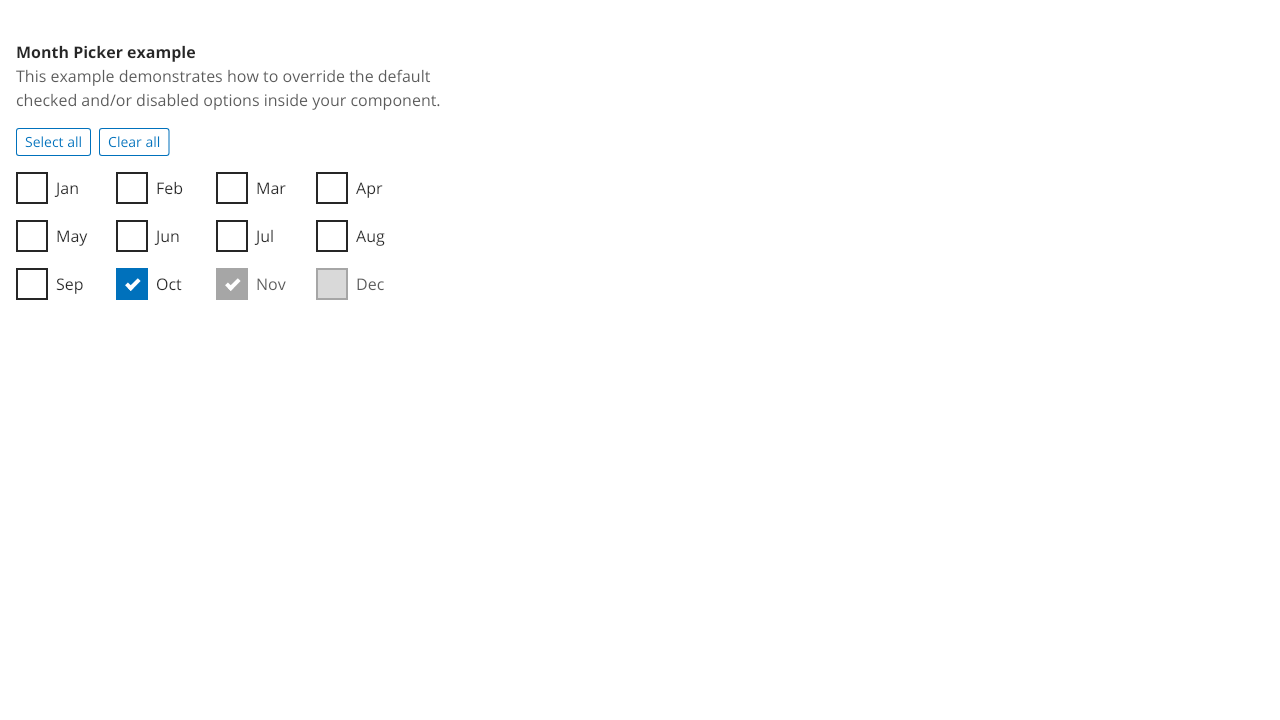 Month Picker example
This example demonstrates how to override the default
checked and/or disabled options inside your component.
Select all Clear all
Jan Feb Mar Apr
May Jun Jul Aug
Sep Oct Nov Dec